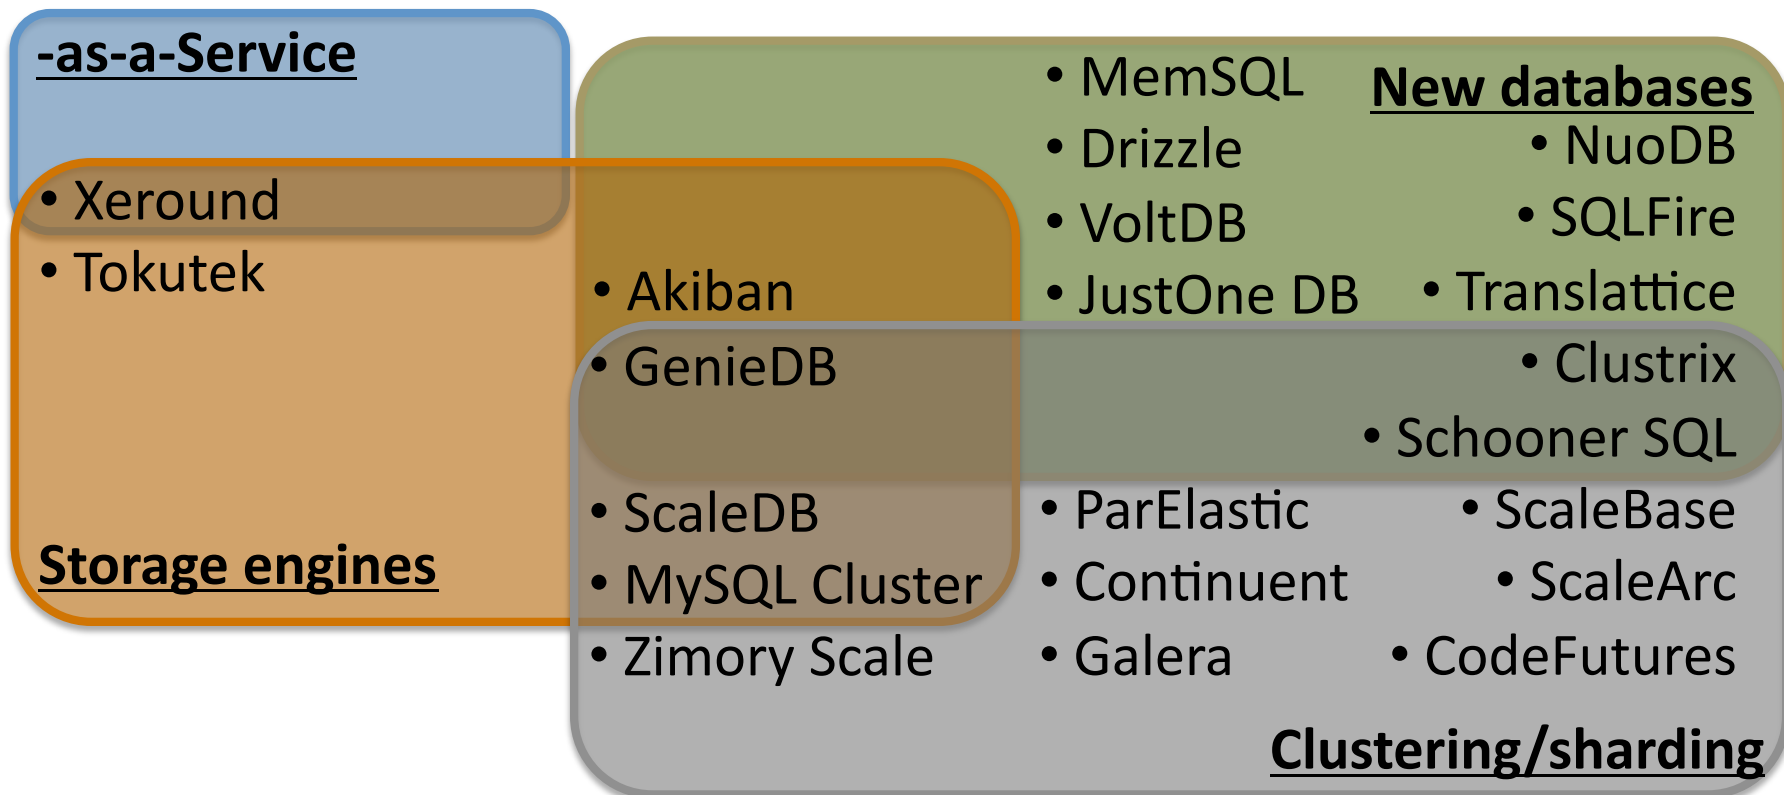 -as-a-Service
• Xeround
• Tokutek
Storage engines
• Akiban
• GenieDB
• ScaleDB
• MySQL Cluster
• Zimory Scale
• MemSQL
• Drizzle
• VoltDB
• JustOne DB
New databases
• NuoDB
• SQLFire
• Translattice
• Clustrix
• Schooner SQL
• ParElastic
• Continuent
• Galera
• ScaleBase
• ScaleArc
• CodeFutures
Clustering/sharding